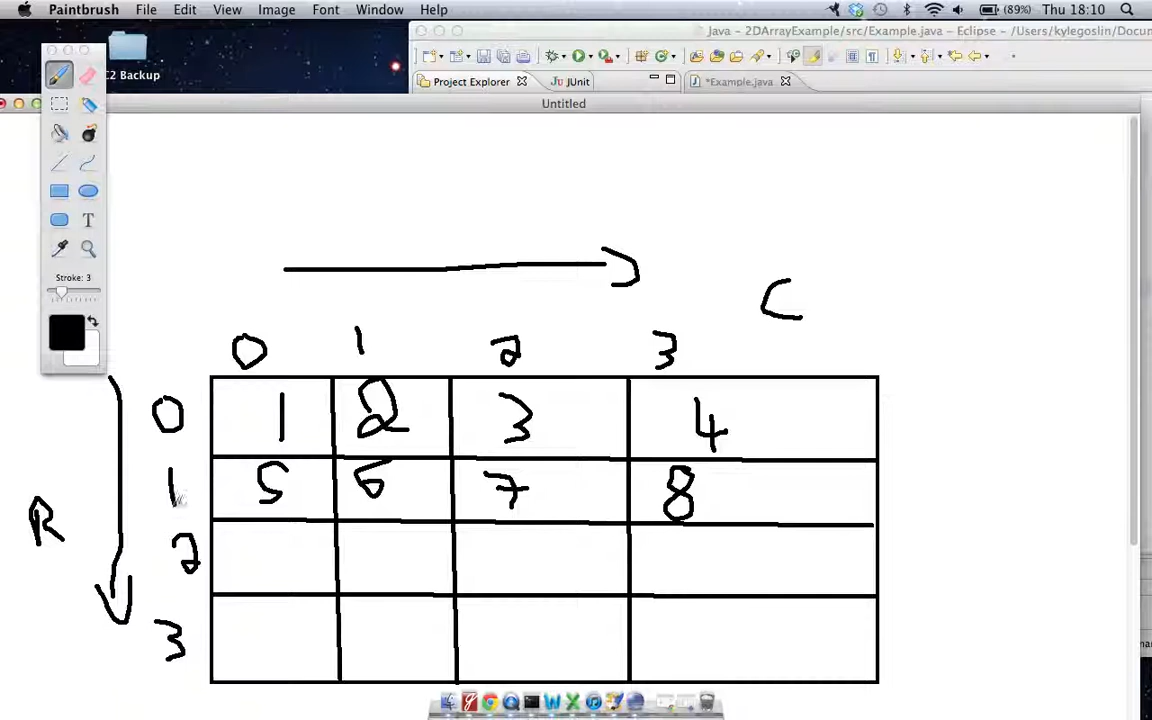 Paintbrush File Edit View Image Font Window Help (89%) Thu 18:10
Java - 2DArrayExample/src/Example.java - Eclipse - /Users/kylegoslin/Docum
C2 Backup
Project Explorer JUnit *Example.java
Untitled
T
Stroke: 3
C
0 1 2 3
0 1 2 3 4
1 5 6 7 8
R
2
3